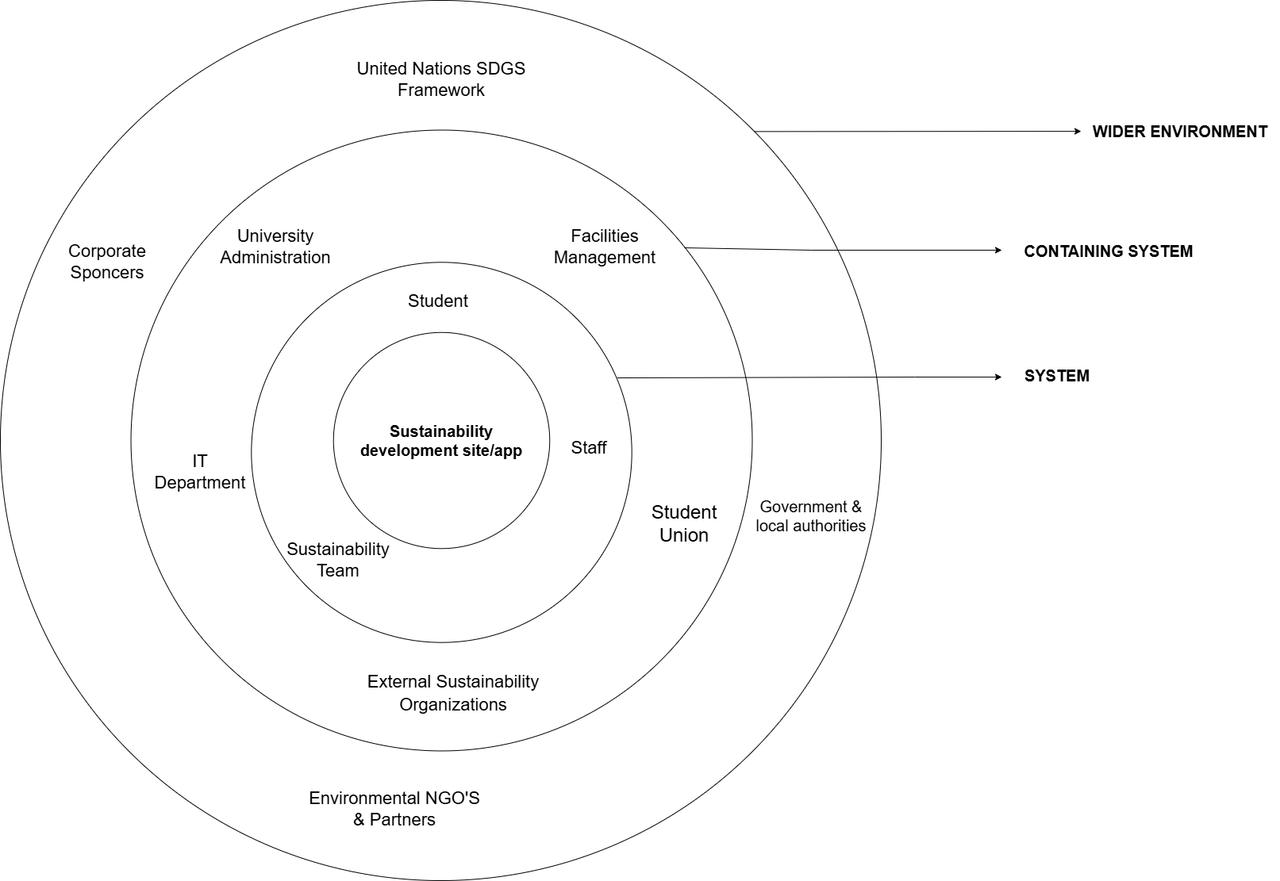 United Nations SDGS
Framework
WIDER ENVIRONMENT
University
Administration
Facilities
Management
Corporate
Sponcers
CONTAINING SYSTEM
Student
SYSTEM
Sustainability
development site/app
Staff
IT
Department
Student
Union
Government &
local authorities
Sustainability
Team
External Sustainability
Organizations
Environmental NGO'S
& Partners